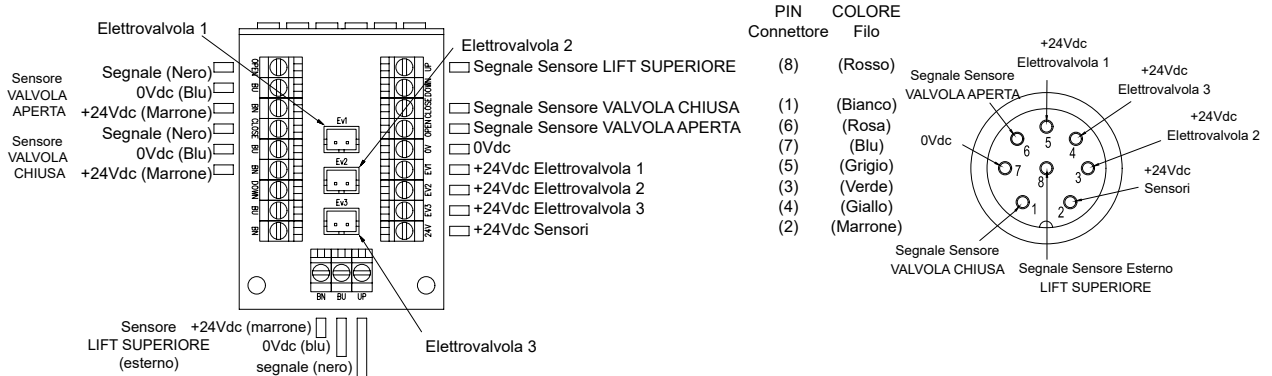 PIN COLORE
Connettore Filo
Elettrovalvola 1
Elettrovalvola 2
Sensore
VALVOLA
APERTA
Segnale (Nero)
0Vdc (Blu)
+24Vdc (Marrone)
Sensore
VALVOLA
CHIUSA
Segnale (Nero)
0Vdc (Blu)
+24Vdc (Marrone)
OPEN
BU
BN
CLOSE
BU
BN
DOWN
BU
BN
Ev1
Ev2
Ev3
UP
DOWN
CLOSE
OPEN
0V
EV1
EV2
EV3
24V
BN BU UP
Segnale Sensore LIFT SUPERIORE (8) (Rosso)
Segnale Sensore VALVOLA CHIUSA (1) (Bianco)
Segnale Sensore VALVOLA APERTA (6) (Rosa)
0Vdc (7) (Blu)
+24Vdc Elettrovalvola 1 (5) (Grigio)
+24Vdc Elettrovalvola 2 (3) (Verde)
+24Vdc Elettrovalvola 3 (4) (Giallo)
+24Vdc Sensori (2) (Marrone)
Sensore
LIFT SUPERIORE
(esterno)
+24Vdc (marrone)
0Vdc (blu)
segnale (nero)
Elettrovalvola 3
+24Vdc
Elettrovalvola 1
Segnale Sensore
VALVOLA APERTA
+24Vdc
Elettrovalvola 3
+24Vdc
Elettrovalvola 2
0Vdc
+24Vdc
Sensori
6 5 4
7 8 3
1 2
Segnale Sensore
VALVOLA CHIUSA
Segnale Sensore Esterno
LIFT SUPERIORE